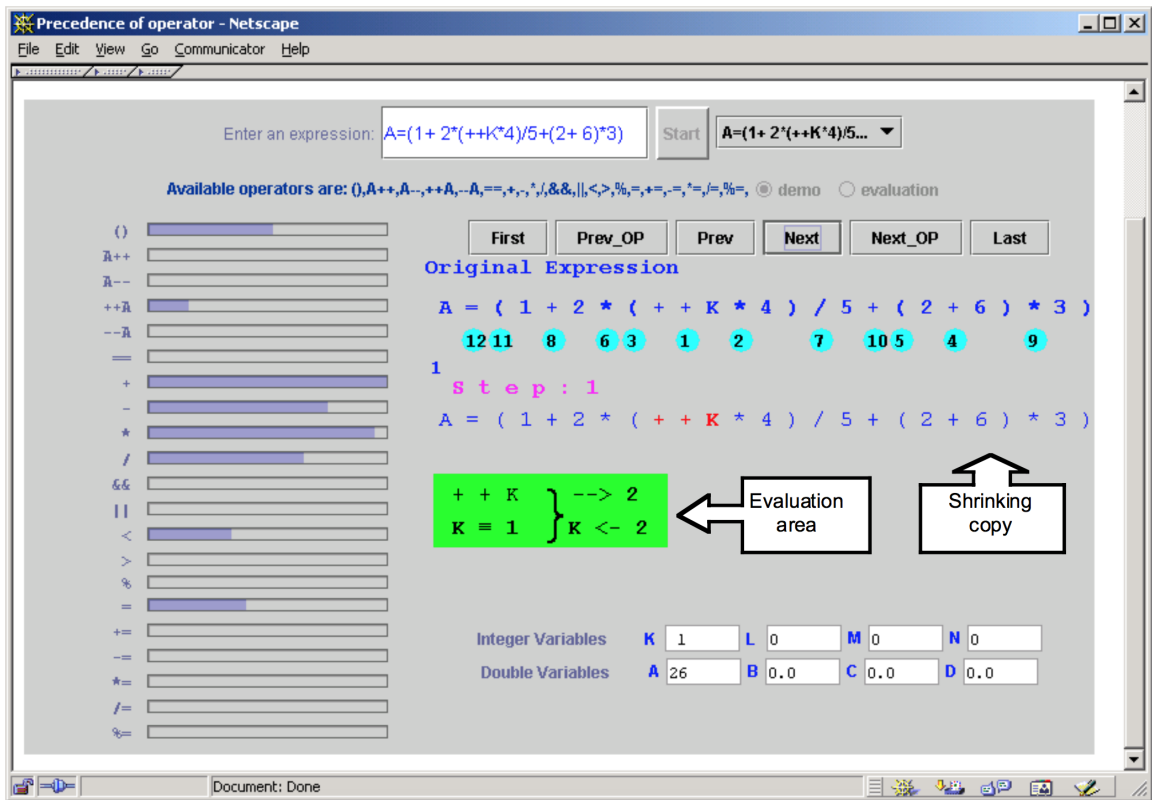 Precedence of operator - Netscape
File Edit View Go Communicator Help
Enter an expression: A=(1+ 2*(++K*4)/5+(2+ 6)*3) Start A=(1+ 2*(++K*4)/5...
Available operators are: (),A++,A--,++A,--A,==,+,-,*,/,&&,||,<,>,%,=,+=,-=,*=,/=,%=, demo evaluation
First Prev_OP Prev Next Next_OP Last
Original Expression
A = ( 1 + 2 * ( + + K * 4 ) / 5 + ( 2 + 6 ) * 3 )
12 11 8 6 3 1 2 7 10 5 4 9
1
Step:1
A = ( 1 + 2 * ( + + K * 4 ) / 5 + ( 2 + 6 ) * 3 )
+ + K } --> 2
K = 1 K <- 2
Evaluation
area
Shrinking
copy
()
A++
A--
++A
--A
==
+
-
*
/
&&
||
<
>
%
=
+=
-=
*=
/=
%=
Integer Variables K 1 L 0 M 0 N 0
Double Variables A 26 B 0.0 C 0.0 D 0.0
Document: Done